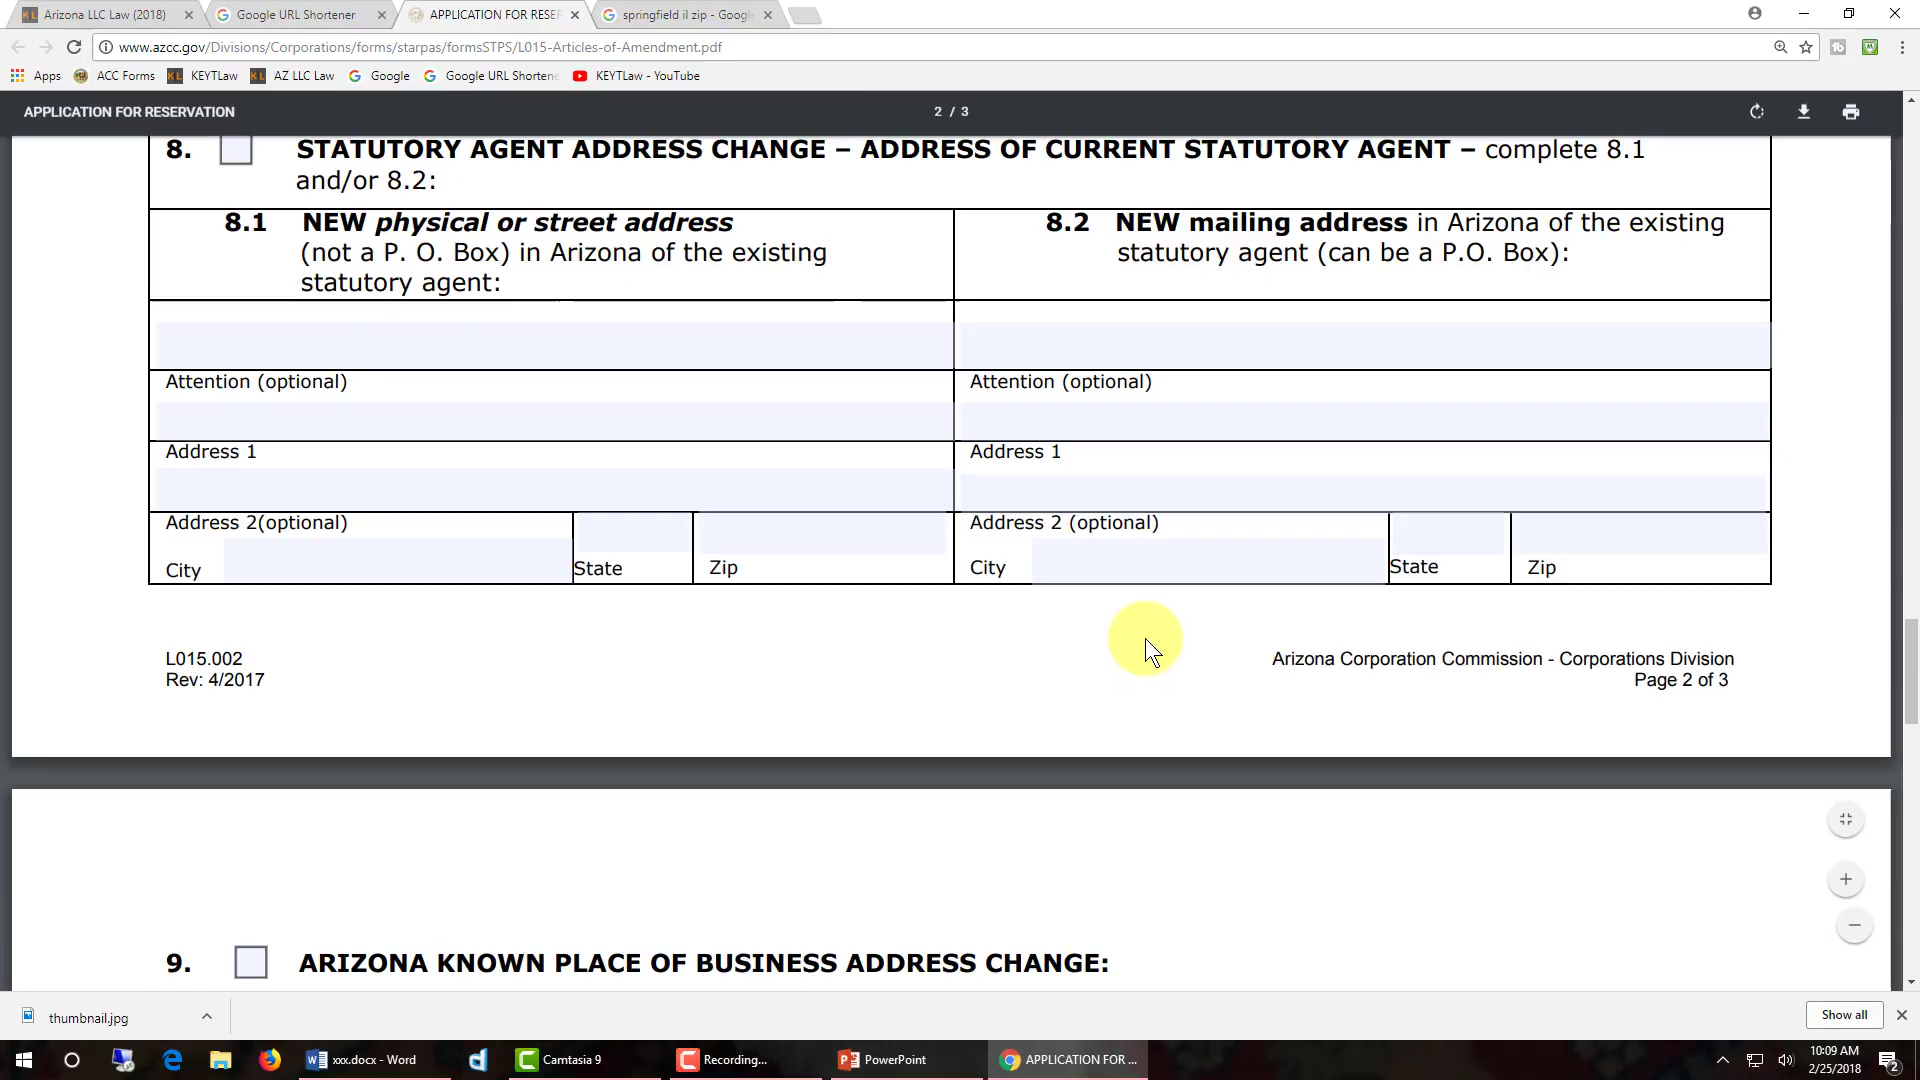 Arizona LLC Law (2018)
Google URL Shortener
APPLICATION FOR RESER
springfield il zip - Google
www.azcc.gov/Divisions/Corporations/forms/starpas/formsSTPS/L015-Articles-of-Amendment.pdf
Apps ACC Forms KL KEYTLaw KL AZ LLC Law Google Google URL Shortene KEYTLaw - YouTube
APPLICATION FOR RESERVATION
2 / 3
8. STATUTORY AGENT ADDRESS CHANGE – ADDRESS OF CURRENT STATUTORY AGENT – complete 8.1
and/or 8.2:
8.1 NEW physical or street address
(not a P. O. Box) in Arizona of the existing
statutory agent:
8.2 NEW mailing address in Arizona of the existing
statutory agent (can be a P.O. Box):
Attention (optional)
Attention (optional)
Address 1
Address 1
Address 2(optional)
Address 2 (optional)
City State Zip
City State Zip
L015.002
Rev: 4/2017
Arizona Corporation Commission - Corporations Division
Page 2 of 3
9. ARIZONA KNOWN PLACE OF BUSINESS ADDRESS CHANGE:
thumbnail.jpg
Show all
xxx.docx - Word
Camtasia 9
Recording...
PowerPoint
APPLICATION FOR ...
10:09 AM
2/25/2018
2